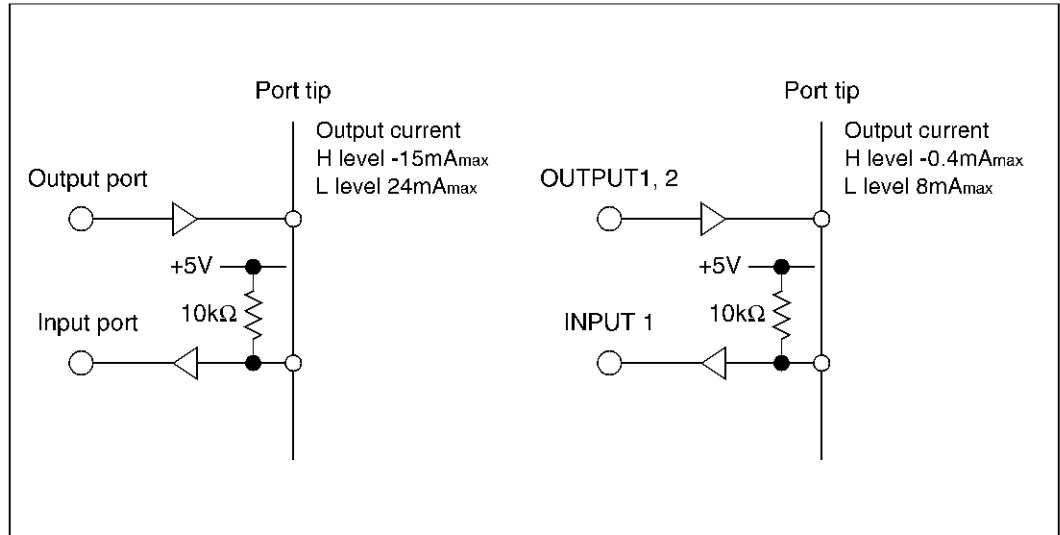 Port tip
Output current
H level -15mAmax
L level 24mAmax
Output port
+5V
10kΩ
Input port
Port tip
Output current
H level -0.4mAmax
L level 8mAmax
OUTPUT1, 2
+5V
10kΩ
INPUT 1